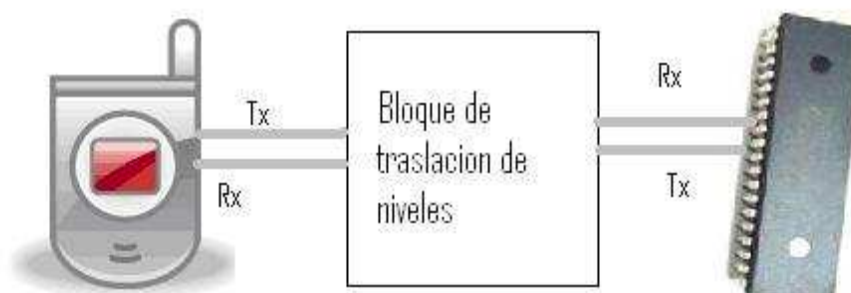 Tx
Rx
Bloque de
traslacion de
niveles
Rx
Tx